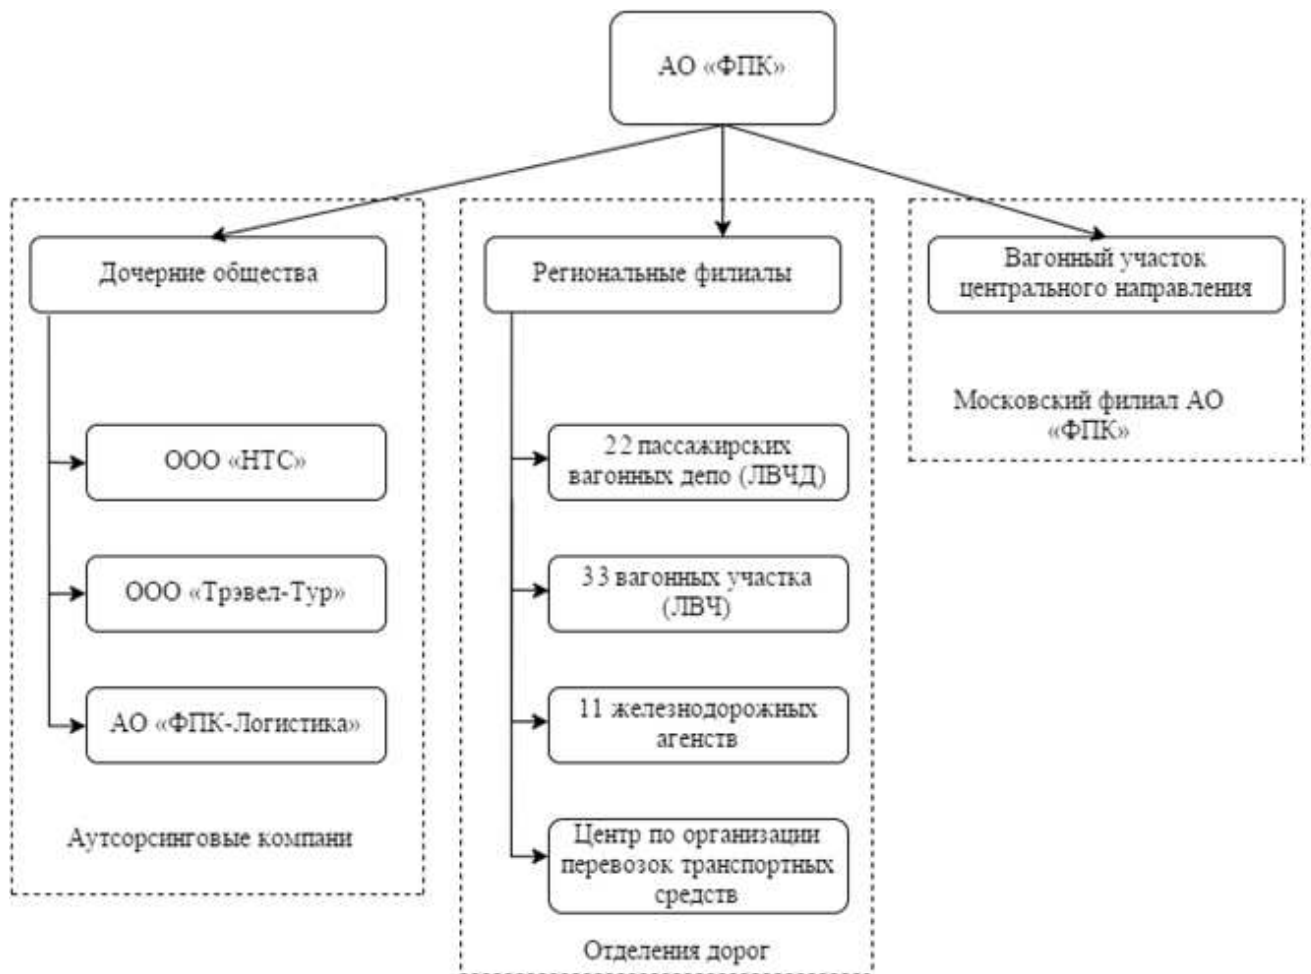 АО «ФПК»
Дочерние общества
ООО «НТС»
ООО «Трэвел-Тур»
АО «ФПК-Логистика»
Аутсорсинговые компани
Региональные филиалы
22 пассажирских
вагонных депо (ЛВЧД)
33 вагонных участка
(ЛВЧ)
11 железнодорожных
агенств
Центр по организации
перевозок транспортных
средств
Отделения дорог
Вагонный участок
центрального направления
Московский филиал АО
«ФПК»